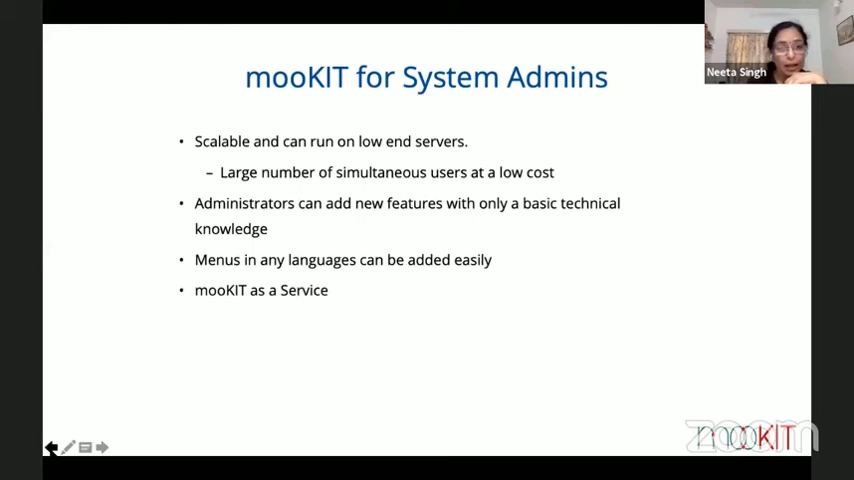 mooKIT for System Admins
Neeta Singh
• Scalable and can run on low end servers.
– Large number of simultaneous users at a low cost
• Administrators can add new features with only a basic technical
knowledge
• Menus in any languages can be added easily
• mooKIT as a Service
zoom
mooKIT